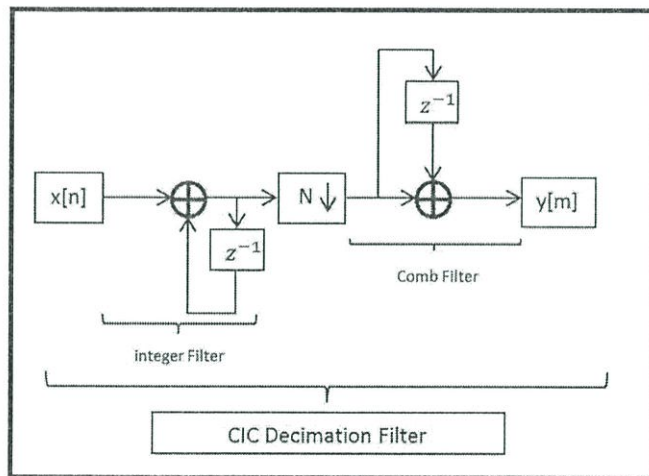 z⁻¹
x[n]
N ↓
y[m]
z⁻¹
Comb Filter
integer Filter
CIC Decimation Filter